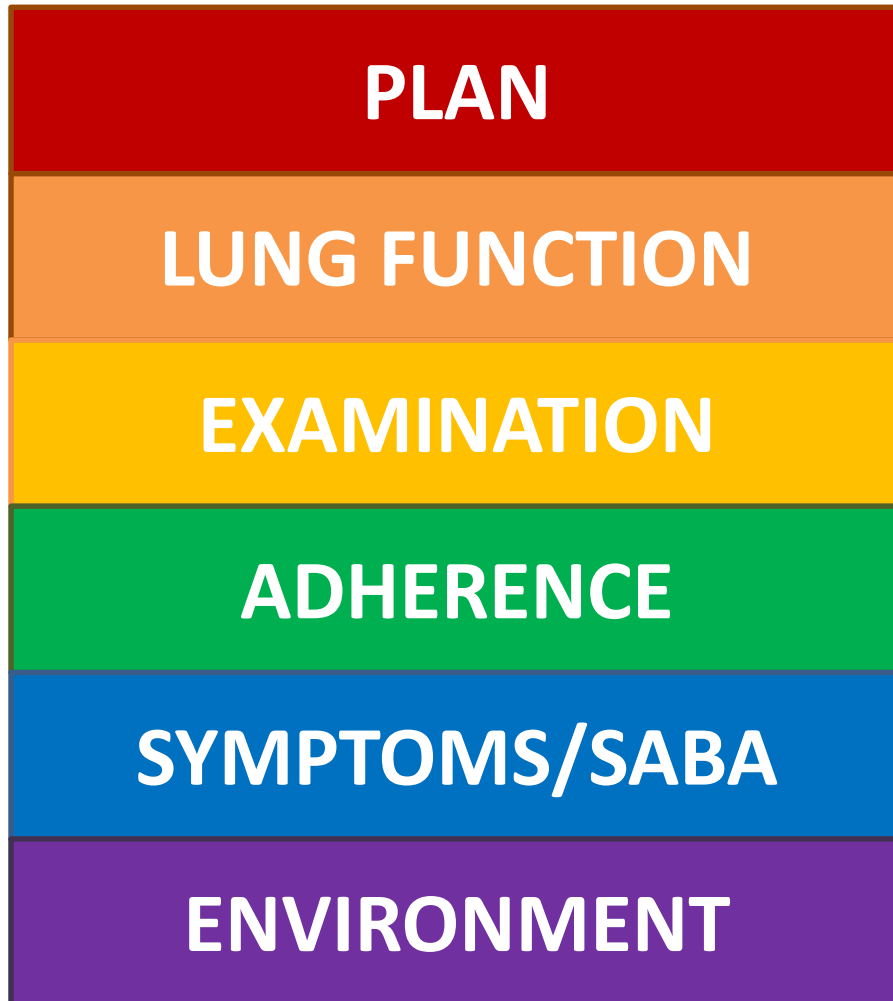 PLAN
LUNG FUNCTION
EXAMINATION
ADHERENCE
SYMPTOMS/SABA
ENVIRONMENT